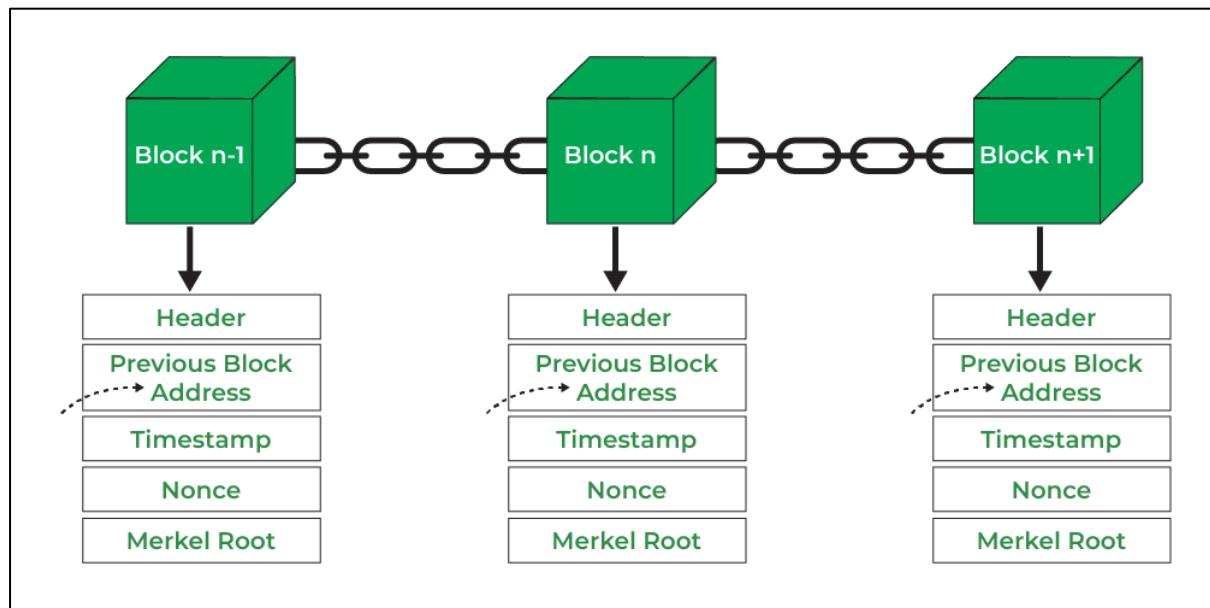 Block n-1
Block n
Block n+1
Header
Previous Block
Address
Timestamp
Nonce
Merkel Root
Header
Previous Block
Address
Timestamp
Nonce
Merkel Root
Header
Previous Block
Address
Timestamp
Nonce
Merkel Root